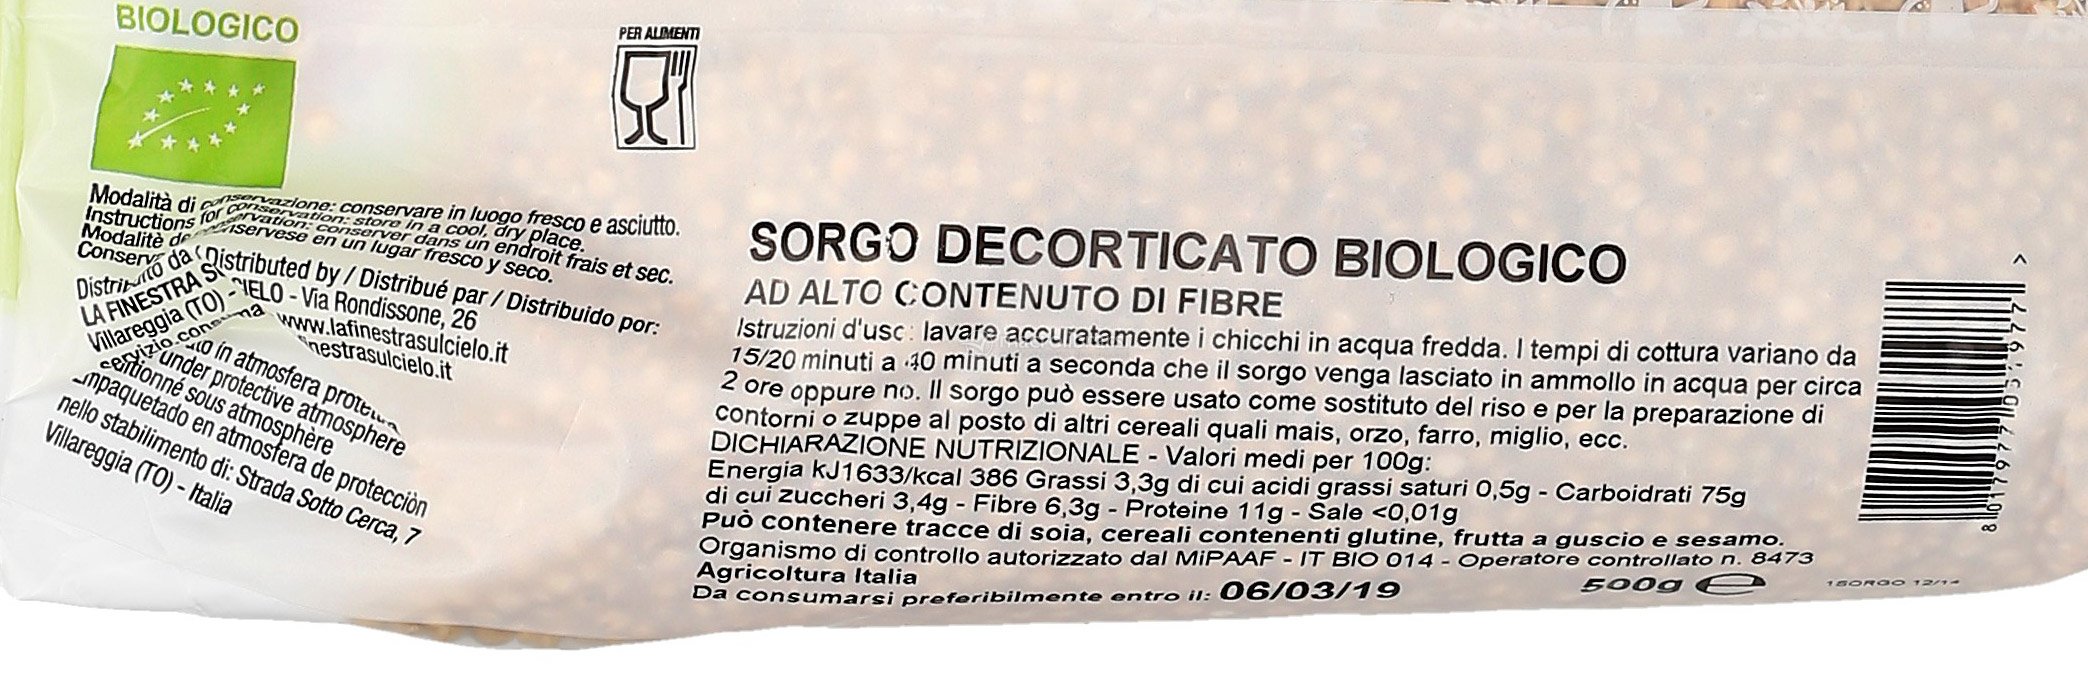 BIOLOGICO
PER ALIMENTI
Modalità di conservazione: conservare in luogo fresco e asciutto.
Instructions for conservation: store in a cool, dry place.
conserver dans un endroit frais et sec.
en un lugar fresco y seco.
Distributed by / Distribué par / Distribuido por:
LA FINESTRA CIELO - Via Rondissone, 26
Villareggia (TO) - www.lafinestrasulcielo.it
in atmosfera
under protective atmosphere
sous atmosphère
en atmosfera de protecciòn
nello stabilimento di: Strada Sotto Cerca, 7
Villareggia (TO) - Italia
SORGO DECORTICATO BIOLOGICO
AD ALTO CONTENUTO DI FIBRE
Istruzioni d'uso: lavare accuratamente i chicchi in acqua fredda. I tempi di cottura variano da
15/20 minuti a 40 minuti a seconda che il sorgo venga lasciato in ammollo in acqua per circa
2 ore oppure no. Il sorgo può essere usato come sostituto del riso e per la preparazione di
contorni o zuppe al posto di altri cereali quali mais, orzo, farro, miglio, ecc.
DICHIARAZIONE NUTRIZIONALE - Valori medi per 100g:
Energia kJ1633/kcal 386 Grassi 3,3g di cui acidi grassi saturi 0,5g - Carboidrati 75g
di cui zuccheri 3,4g - Fibre 6,3g - Proteine 11g - Sale <0,01g
Può contenere tracce di soia, cereali contenenti glutine, frutta a guscio e sesamo.
Organismo di controllo autorizzato dal MiPAAF - IT BIO 014 - Operatore controllato n. 8473
Agricoltura Italia
500g ℮
1SORGO 12/14
Da consumarsi preferibilmente entro il: 06/03/19
>